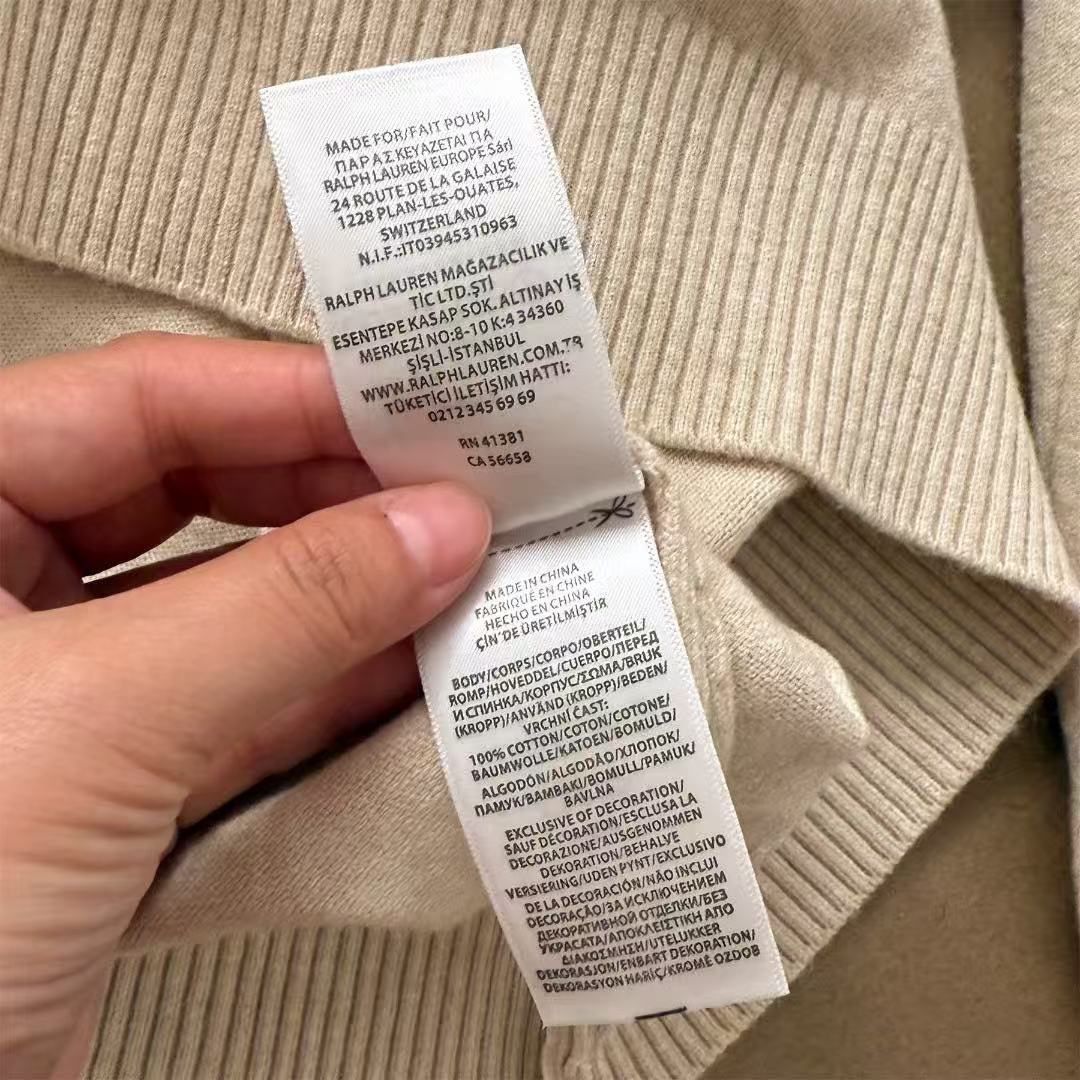 MADE FOR/FAIT POUR/
ΠΑΡΑΣΚΕΥΑΖΕΤΑΙ ΓΙΑ
RALPH LAUREN EUROPE Sárl
24 ROUTE DE LA GALAISE
1228 PLAN-LES-OUATES,
SWITZERLAND
N.I.F.:IT03945310963
RALPH LAUREN MAĞAZACILIK VE
TİC LTD.ŞTİ
ESENTEPE KASAP SOK. ALTINAY İŞ
MERKEZİ NO:8-10 K:4 34360
ŞİŞLİ-İSTANBUL
WWW.RALPHLAUREN.COM.TR
TÜKETİCİ İLETİŞİM HATTI:
0212 345 69 69
RN 41381
CA 56658
MADE IN CHINA
FABRIQUÉ EN CHINE
HECHO EN CHINA
ÇİN'DE ÜRETİLMİŞTİR
BODY/CORPS/CORPO/OBERTEIL/
ROMP/HOVEDDEL/CUERPO/ПЕРЕД
И СПИНКА/КОРПУС/ΣΩΜΑ/BRUK
(KROPP)/ANVÄND (KROPP)/BEDEN/
VRCHNÍ ČAST:
100% COTTON/COTON/COTONE/
BAUMWOLLE/KATOEN/BOMULD/
ALGODÓN/ALGODÃO/ХЛОПОК/
ПАМУК/ΒΑΜΒΑΚΙ/BOMULL/PAMUK/
BAVLNA
EXCLUSIVE OF DECORATION/
SAUF DÉCORATION/ESCLUSA LA
DECORAZIONE/AUSGENOMMEN
DEKORATION/BEHALVE
VERSIERING/UDEN PYNT/EXCLUSIVO
DE LA DECORACIÓN/NÃO INCLUI
DECORAÇÃO/ЗА ИСКЛЮЧЕНИЕМ
ДЕКОРАТИВНОЙ ОТДЕЛКИ/БЕЗ
УКРАСАТА/ΑΠΟΚΛΕΙΣΤΙΚΗ ΑΠΟ
ΔΙΑΚΟΣΜΗΣΗ/UTELUKKER
DEKORASJON/ENBART DEKORATION/
DEKORASYON HARİÇ/KROMĚ OZDOB